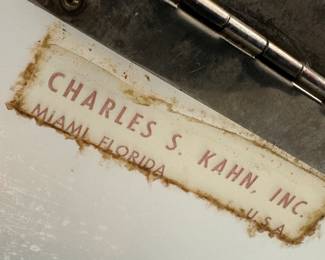 CHARLES S. KAHN, INC.
MIAMI, FLORIDA U.S.A.